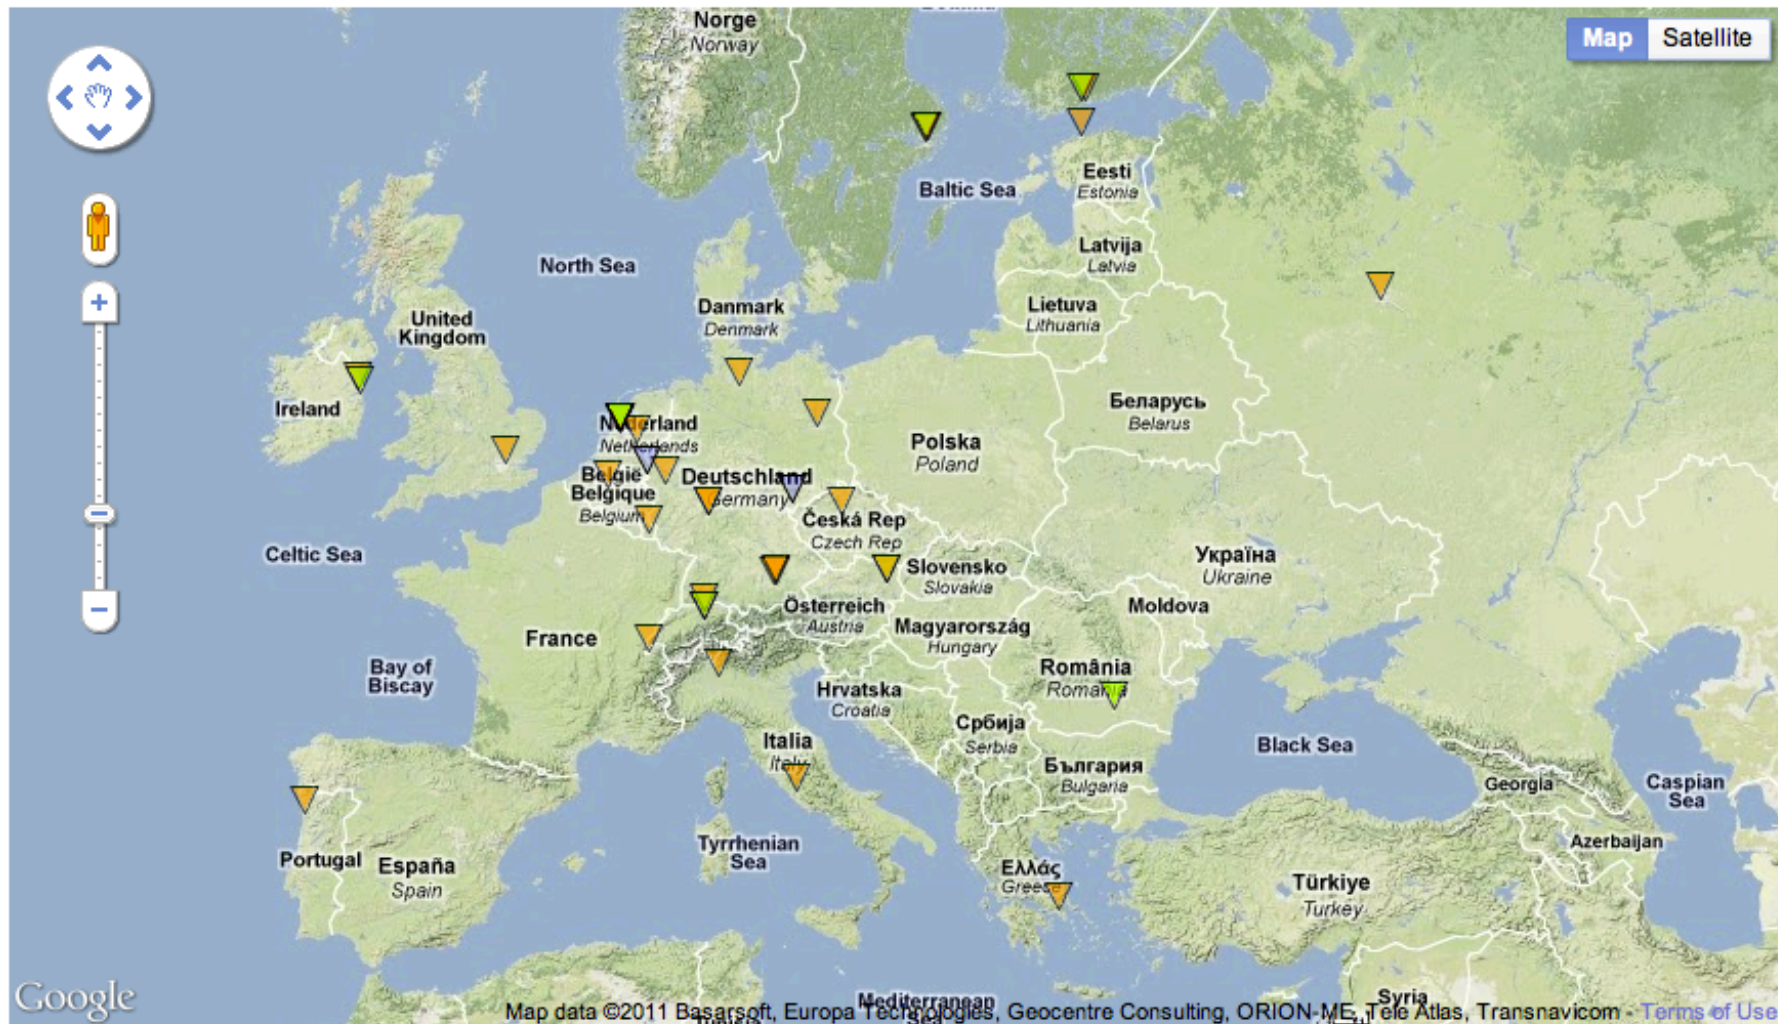 Norge
Norway
Map
Satellite
Eesti
Estonia
Baltic Sea
Latvija
Latvia
North Sea
Danmark
Denmark
Lietuva
Lithuania
United
Kingdom
Ireland
Беларусь
Belarus
Nederland
Netherlands
Polska
Poland
België
Belgique
Belgium
Deutschland
Germany
Česká Rep
Czech Rep
Celtic Sea
Slovensko
Slovakia
Україна
Ukraine
Österreich
Austria
Moldova
France
Magyarország
Hungary
Bay of
Biscay
România
Romania
Hrvatska
Croatia
Србија
Serbia
Italia
Italy
Black Sea
България
Bulgaria
Georgia
Caspian
Sea
Azerbaijan
Tyrrhenian
Sea
Portugal
España
Spain
Ελλάς
Greece
Türkiye
Turkey
Google
Mediterranean
Sea
Syria
Tunisia
Map data ©2011 Basarsoft, Europa Technologies, Geocentre Consulting, ORION-ME, Tele Atlas, Transnavicom - Terms of Use